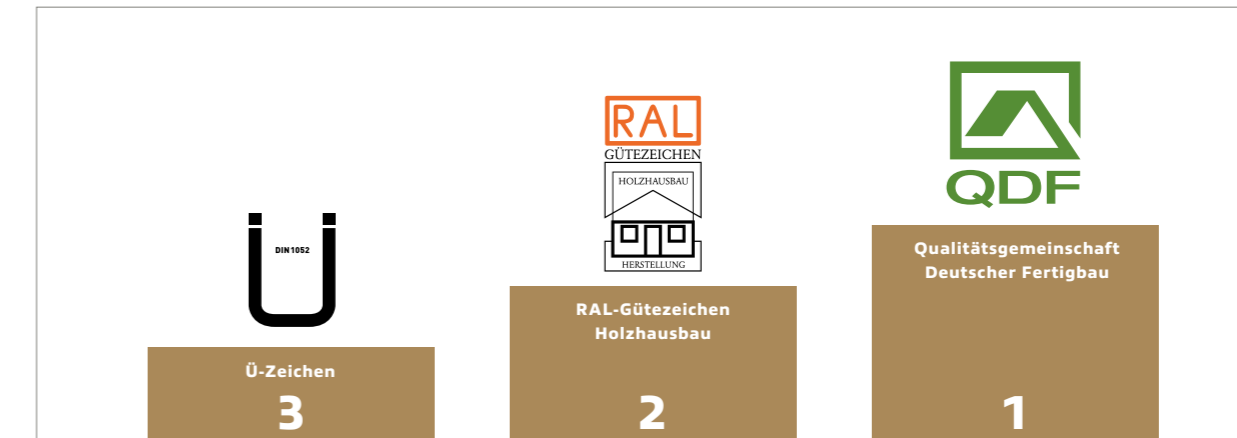 DIN 1052
Ü-Zeichen
3
RAL
GÜTEZEICHEN
HOLZHAUSBAU
HERSTELLUNG
RAL-Gütezeichen
Holzhausbau
2
QDF
Qualitätsgemeinschaft
Deutscher Fertigbau
1